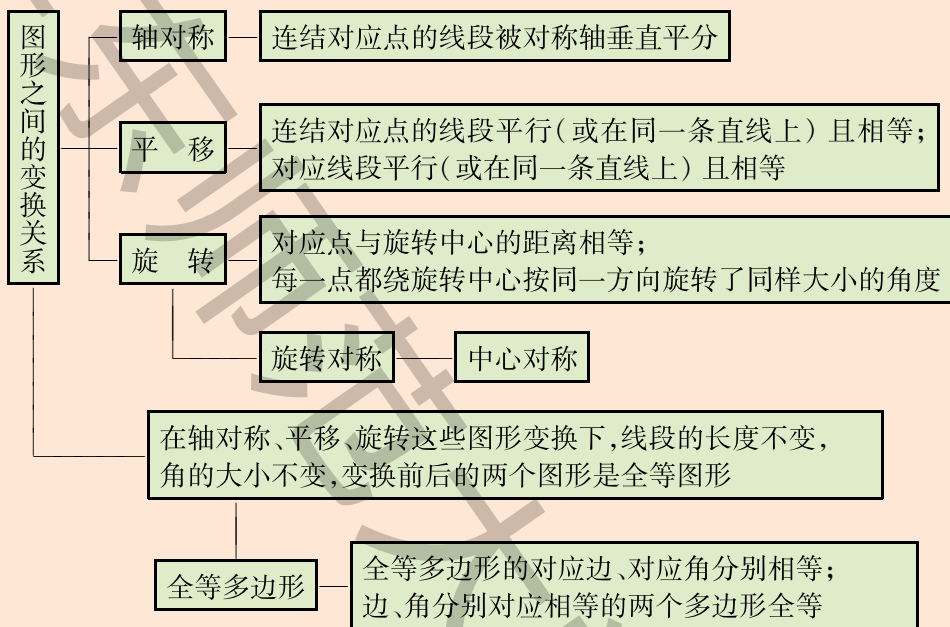 图形之间的变换关系
轴对称
连结对应点的线段被对称轴垂直平分
平 移
连结对应点的线段平行(或在同一条直线上)且相等;
对应线段平行(或在同一条直线上)且相等
旋 转
对应点与旋转中心的距离相等;
每一点都绕旋转中心按同一方向旋转了同样大小的角度
旋转对称
中心对称
在轴对称、平移、旋转这些图形变换下,线段的长度不变,
角的大小不变,变换前后的两个图形是全等图形
全等多边形
全等多边形的对应边、对应角分别相等;
边、角分别对应相等的两个多边形全等
东师范大